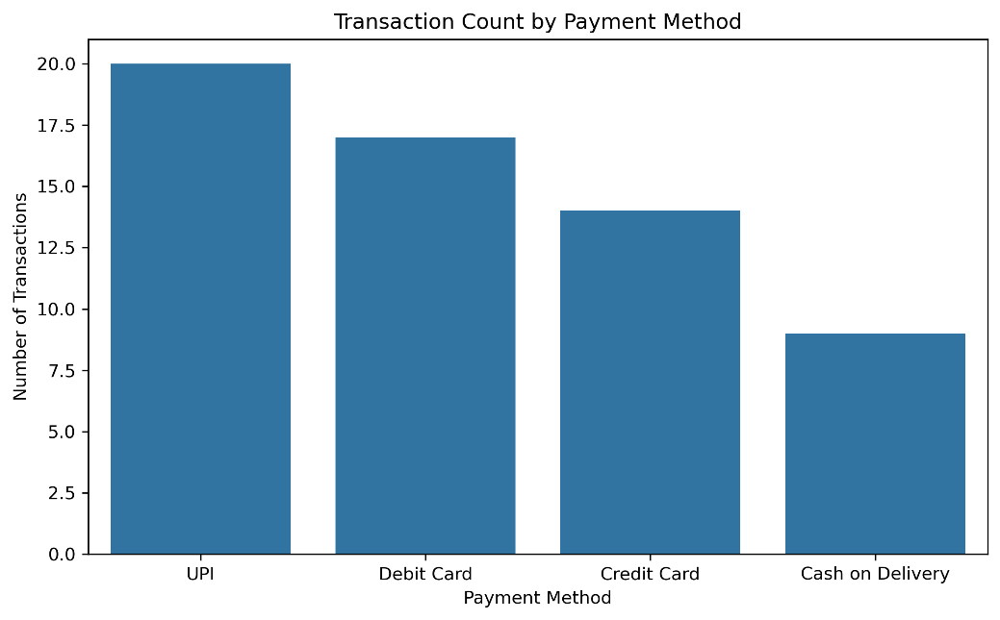 Transaction Count by Payment Method
Number of Transactions
20.0
17.5
15.0
12.5
10.0
7.5
5.0
2.5
0.0
UPI Debit Card Credit Card Cash on Delivery
Payment Method